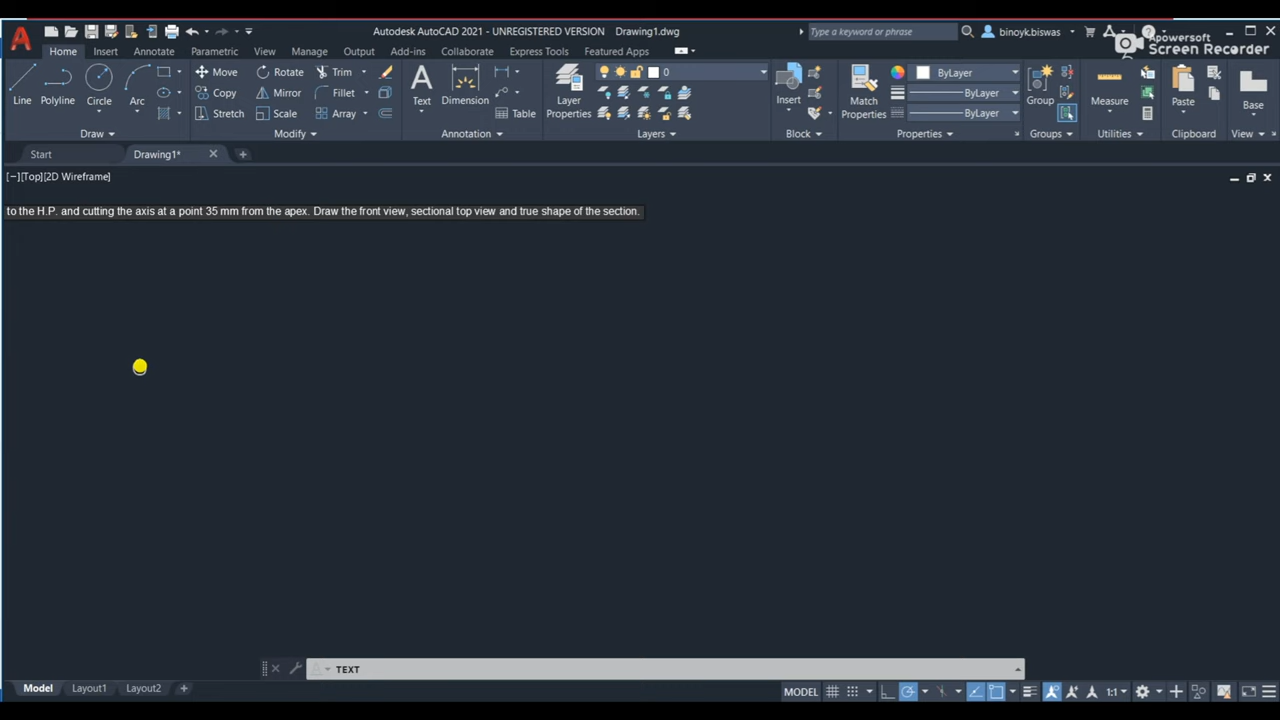 Autodesk AutoCAD 2021 - UNREGISTERED VERSION Drawing1.dwg
Type a keyword or phrase
binoyk.biswas
Apowersoft
Screen Recorder
Home Insert Annotate Parametric View Manage Output Add-ins Collaborate Express Tools Featured Apps
Line Polyline Circle Arc
Move Rotate Trim
Copy Mirror Fillet
Stretch Scale Array
Text Dimension Table
Layer Properties
0
Insert
Match Properties
ByLayer
ByLayer
ByLayer
Group
Measure
Paste
Base
Draw Modify Annotation Layers Block Properties Groups Utilities Clipboard View
Start Drawing1*
[−][Top][2D Wireframe]
to the H.P. and cutting the axis at a point 35 mm from the apex. Draw the front view, sectional top view and true shape of the section.
TEXT
Model Layout1 Layout2
MODEL 1:1